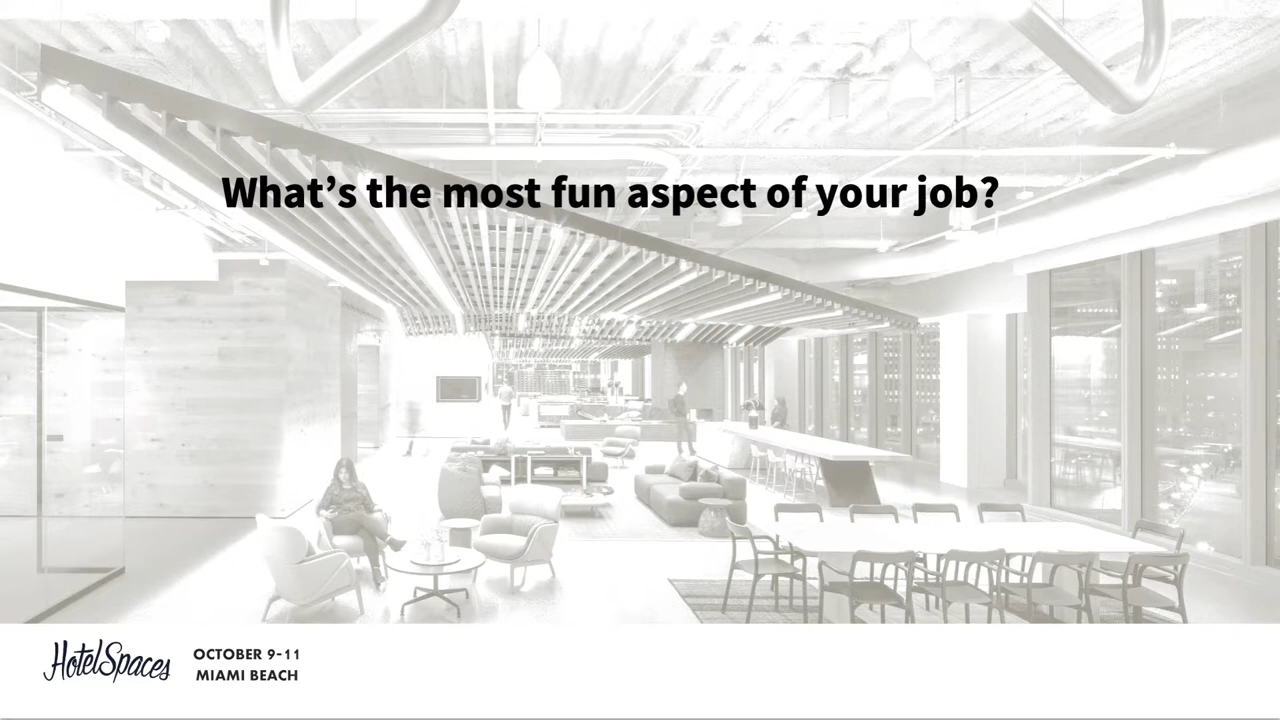 What’s the most fun aspect of your job?
HotelSpaces
OCTOBER 9-11
MIAMI BEACH